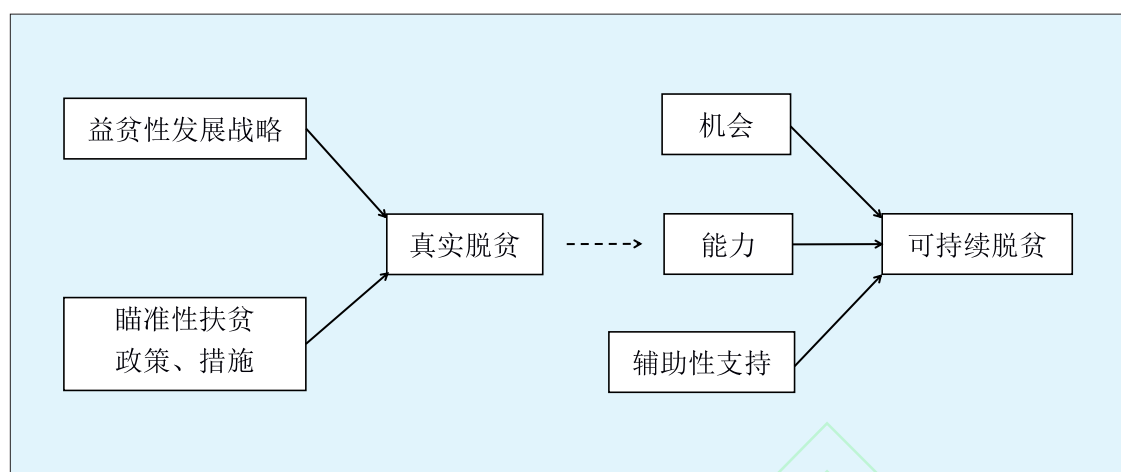 益贫性发展战略
瞄准性扶贫
政策、措施
真实脱贫
机会
能力
辅助性支持
可持续脱贫